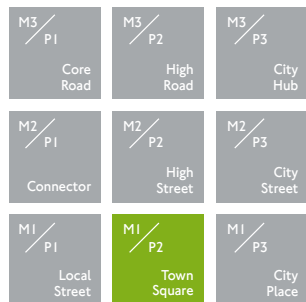 M3/P1
Core
Road
M3/P2
High
Road
M3/P3
City
Hub
M2/P1
Connector
M2/P2
High
Street
M2/P3
City
Street
M1/P1
Local
Street
M1/P2
Town
Square
M1/P3
City
Place